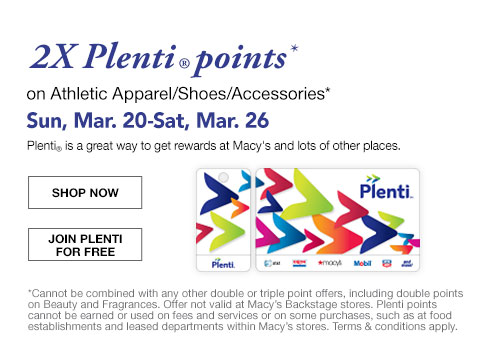 2X Plenti® points*
on Athletic Apparel/Shoes/Accessories*
Sun, Mar. 20-Sat, Mar. 26
Plenti® is a great way to get rewards at Macy's and lots of other places.
SHOP NOW
JOIN PLENTI
FOR FREE
Plenti
Plenti
at&t
★macy's
Mobil
*Cannot be combined with any other double or triple point offers, including double points
on Beauty and Fragrances. Offer not valid at Macy's Backstage stores. Plenti points
cannot be earned or used on fees and services or on some purchases, such as at food
establishments and leased departments within Macy's stores. Terms & conditions apply.